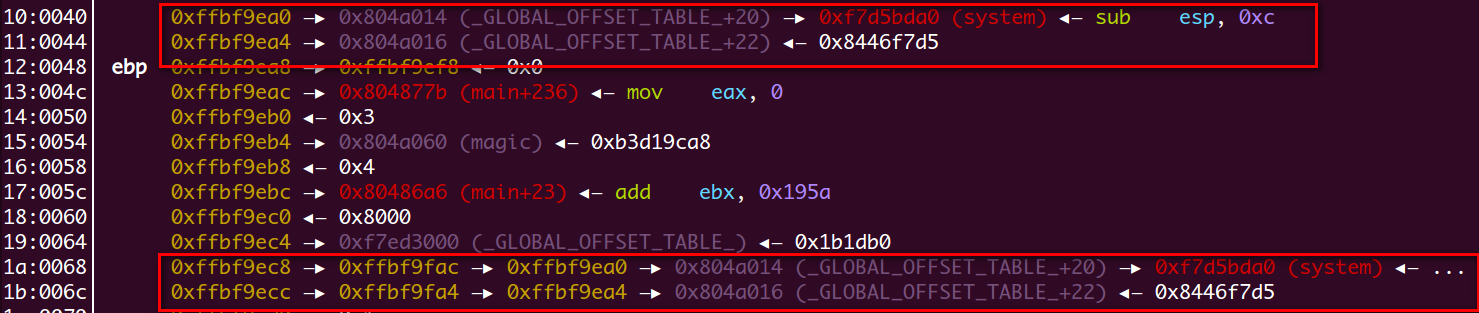 10:0040 0xffbf9ea0 —▸ 0x804a014 (_GLOBAL_OFFSET_TABLE_+20) —▸ 0xf7d5bda0 (system) ◂— sub esp, 0xc
11:0044 0xffbf9ea4 —▸ 0x804a016 (_GLOBAL_OFFSET_TABLE_+22) ◂— 0x8446f7d5
12:0048 ebp 0xffbf9ea8 —▸ 0xffbf9ef8 ◂— 0x0
13:004c 0xffbf9eac —▸ 0x804877b (main+236) ◂— mov eax, 0
14:0050 0xffbf9eb0 ◂— 0x3
15:0054 0xffbf9eb4 —▸ 0x804a060 (magic) ◂— 0xb3d19ca8
16:0058 0xffbf9eb8 ◂— 0x4
17:005c 0xffbf9ebc —▸ 0x80486a6 (main+23) ◂— add ebx, 0x195a
18:0060 0xffbf9ec0 ◂— 0x8000
19:0064 0xffbf9ec4 —▸ 0xf7ed3000 (_GLOBAL_OFFSET_TABLE_) ◂— 0x1b1db0
1a:0068 0xffbf9ec8 —▸ 0xffbf9fac —▸ 0xffbf9ea0 —▸ 0x804a014 (_GLOBAL_OFFSET_TABLE_+20) —▸ 0xf7d5bda0 (system) ◂— ...
1b:006c 0xffbf9ecc —▸ 0xffbf9fa4 —▸ 0xffbf9ea4 —▸ 0x804a016 (_GLOBAL_OFFSET_TABLE_+22) ◂— 0x8446f7d5